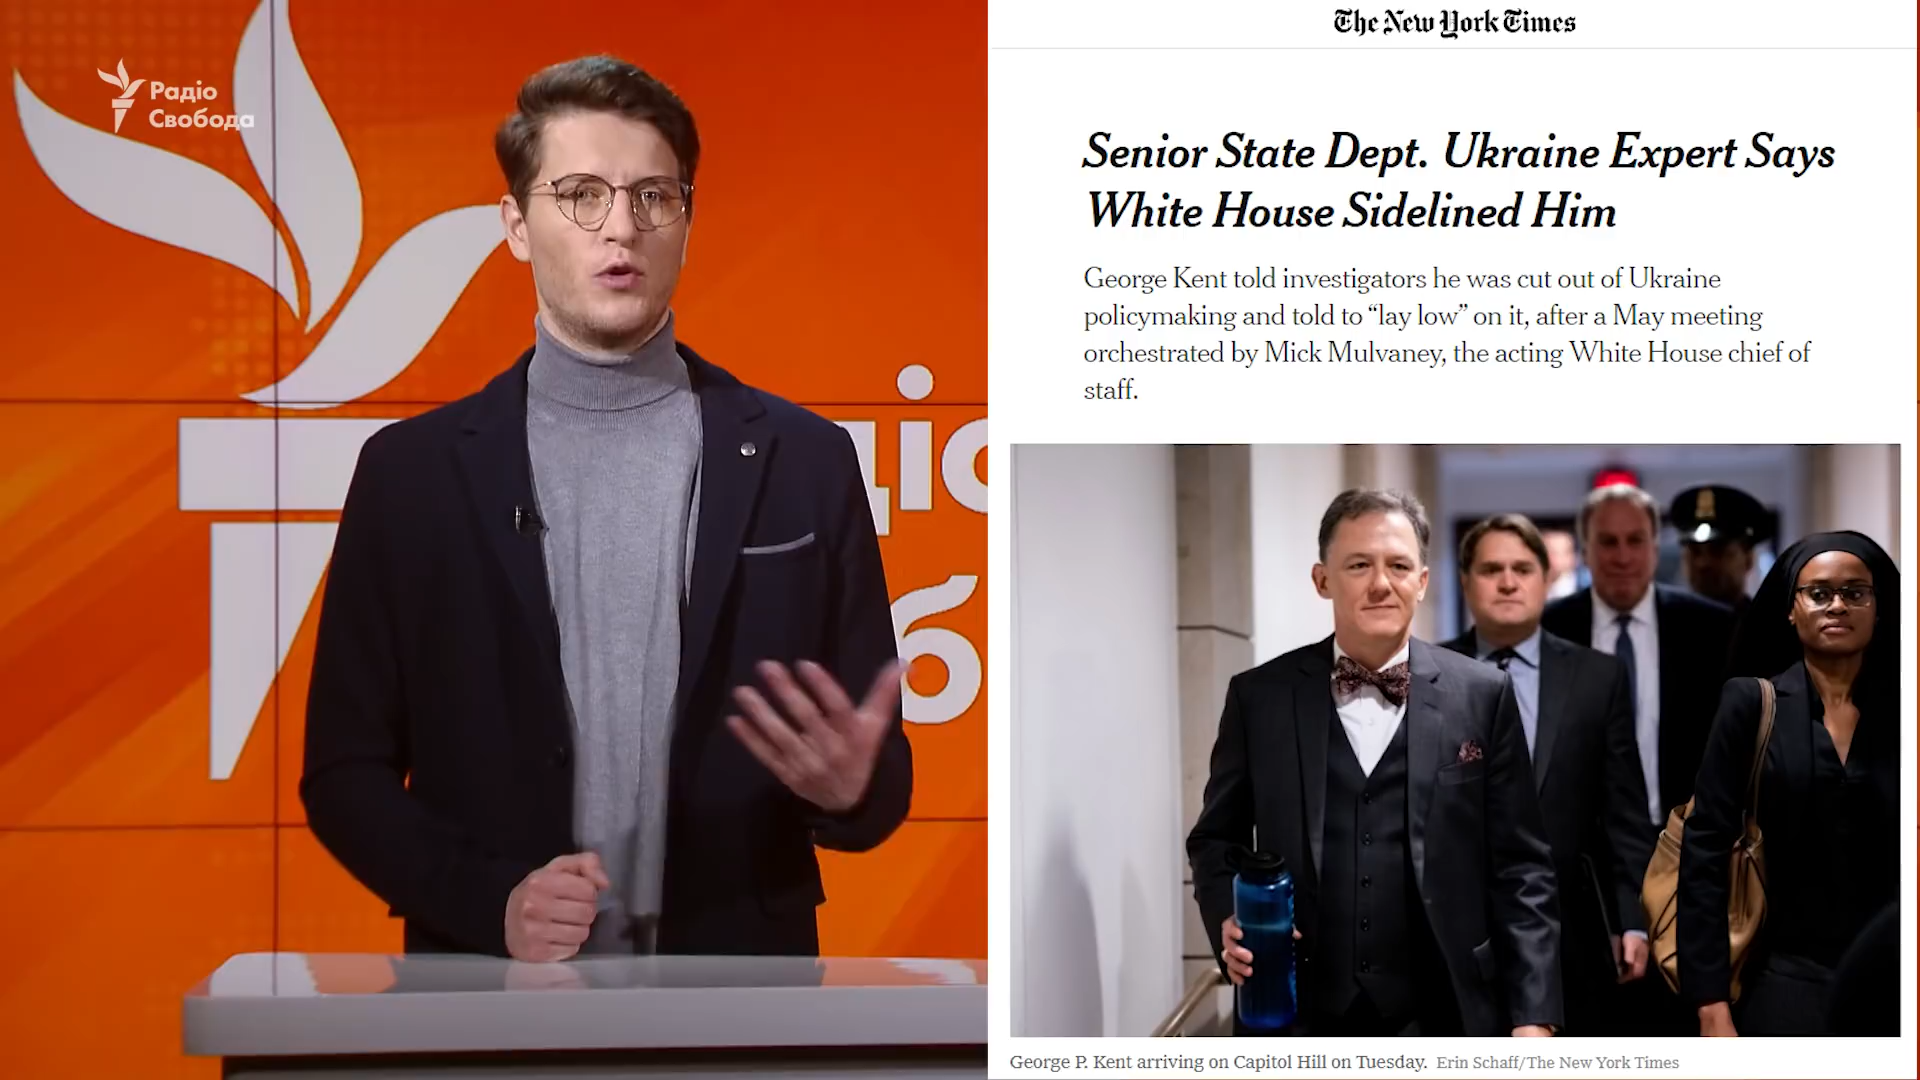 Радіо
Свобода
The New York Times
Senior State Dept. Ukraine Expert Says
White House Sidelined Him
George Kent told investigators he was cut out of Ukraine
policymaking and told to “lay low” on it, after a May meeting
orchestrated by Mick Mulvaney, the acting White House chief of
staff.
George P. Kent arriving on Capitol Hill on Tuesday. Erin Schaff/The New York Times